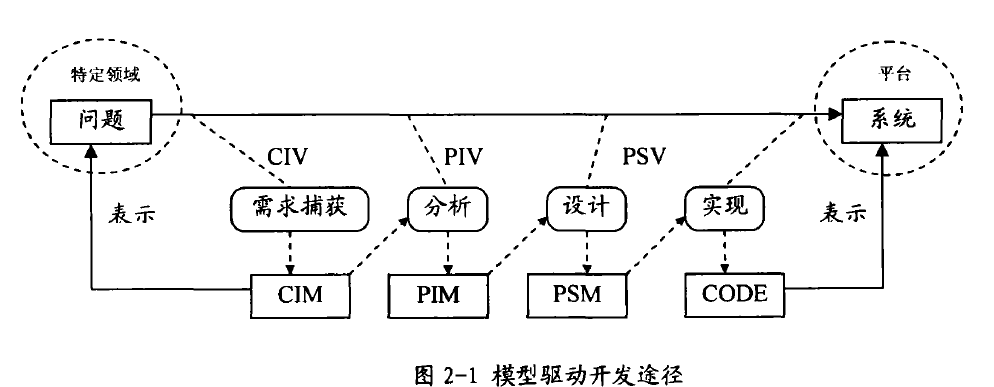 特定领域
平台
问题
系统
CIV
PIV
PSV
需求捕获
分析
设计
实现
表示
表示
CIM
PIM
PSM
CODE
图 2-1 模型驱动开发途径